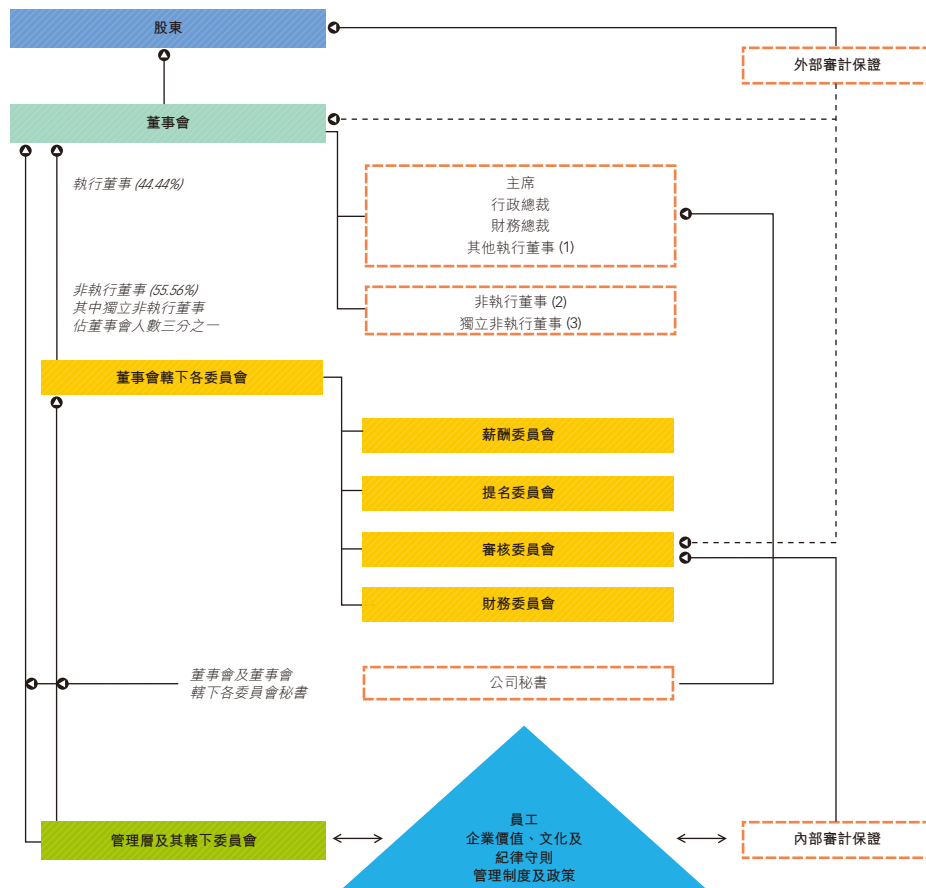 股東
外部審計保證
董事會
執行董事 (44.44%)
主席
行政總裁
財務總裁
其他執行董事 (1)
非執行董事 (55.56%)
其中獨立非執行董事
佔董事會人數三分之一
非執行董事 (2)
獨立非執行董事 (3)
董事會轄下各委員會
薪酬委員會
提名委員會
審核委員會
財務委員會
董事會及董事會
轄下各委員會秘書
公司秘書
管理層及其轄下委員會
員工
企業價值、文化及
紀律守則
管理制度及政策
內部審計保證